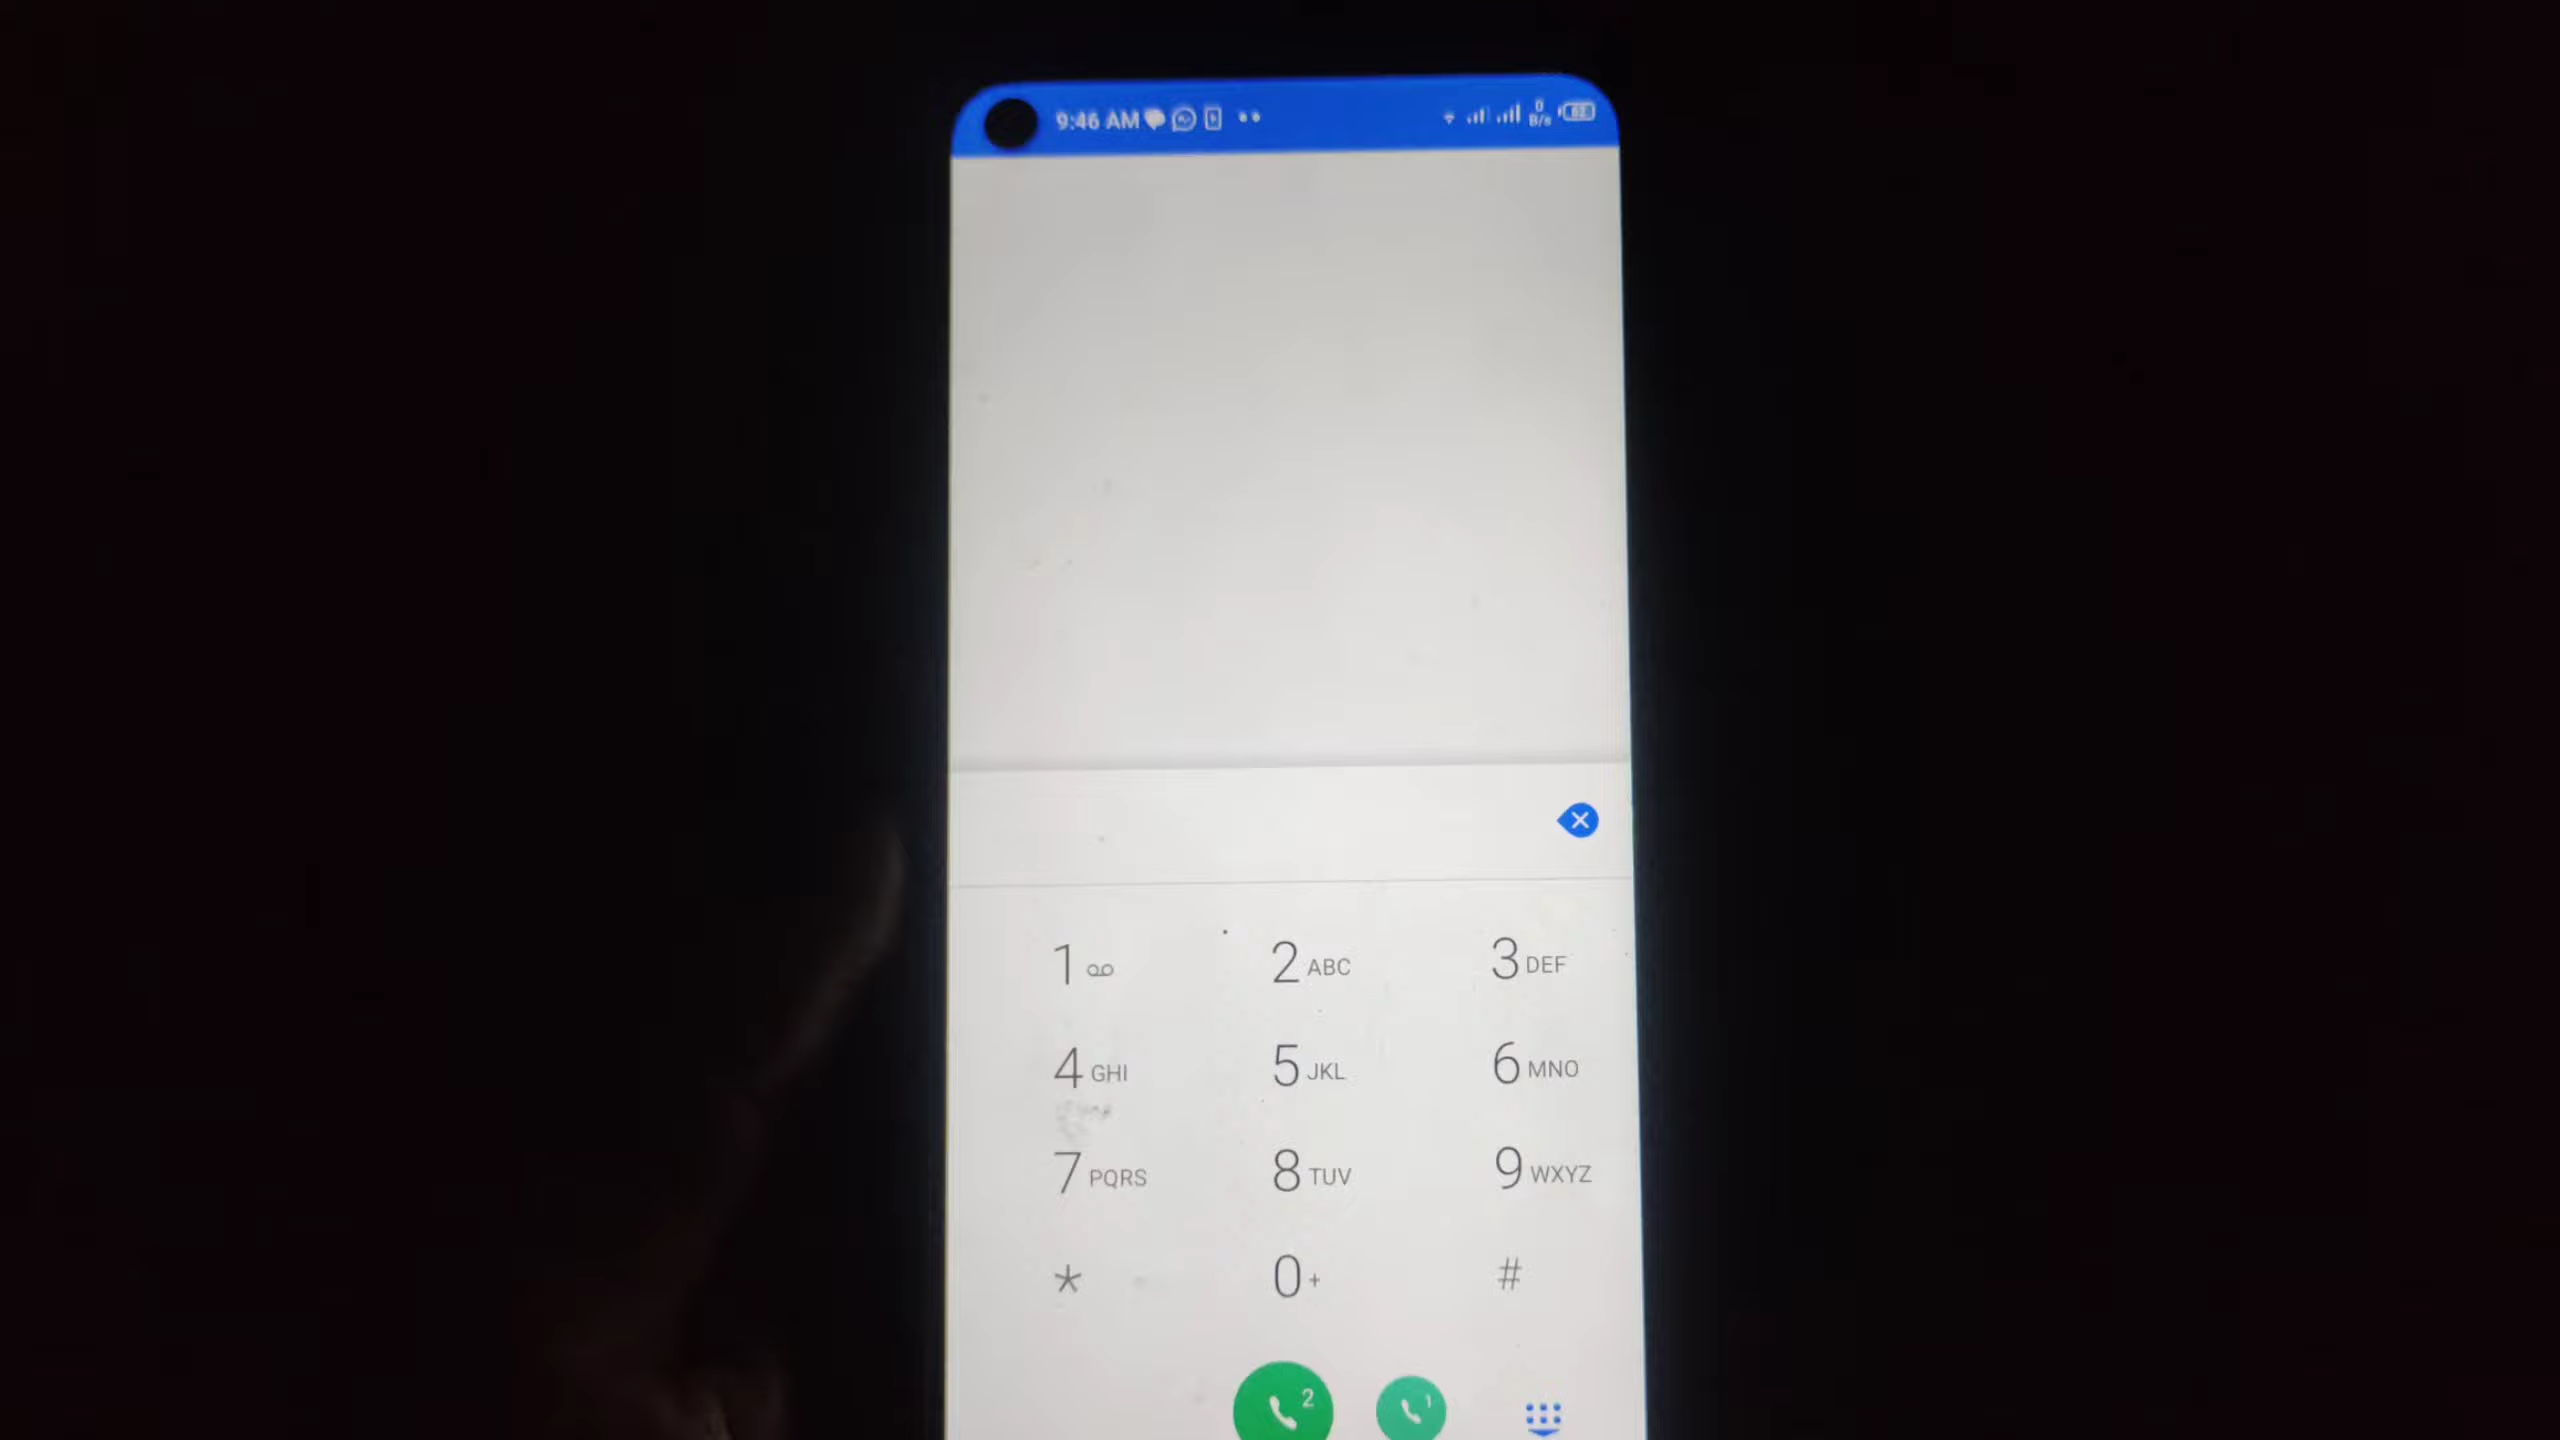 9:46 AM
0 B/s
1
2 ABC
3 DEF
4 GHI
5 JKL
6 MNO
7 PQRS
8 TUV
9 WXYZ
*
0 +
#
2
1